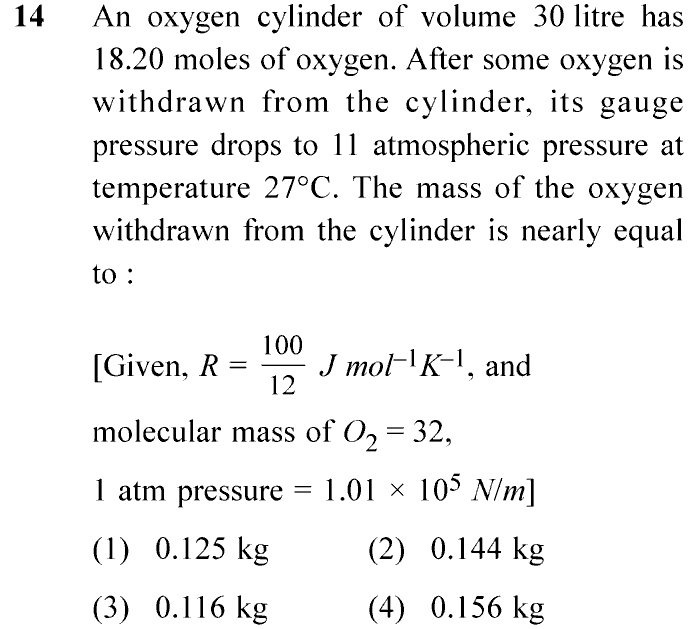 14 An oxygen cylinder of volume 30 litre has
18.20 moles of oxygen. After some oxygen is
withdrawn from the cylinder, its gauge
pressure drops to 11 atmospheric pressure at
temperature 27°C. The mass of the oxygen
withdrawn from the cylinder is nearly equal
to :
[Given, R = 100/12 J mol⁻¹K⁻¹, and
molecular mass of O₂ = 32,
1 atm pressure = 1.01 × 10⁵ N/m]
(1) 0.125 kg (2) 0.144 kg
(3) 0.116 kg (4) 0.156 kg